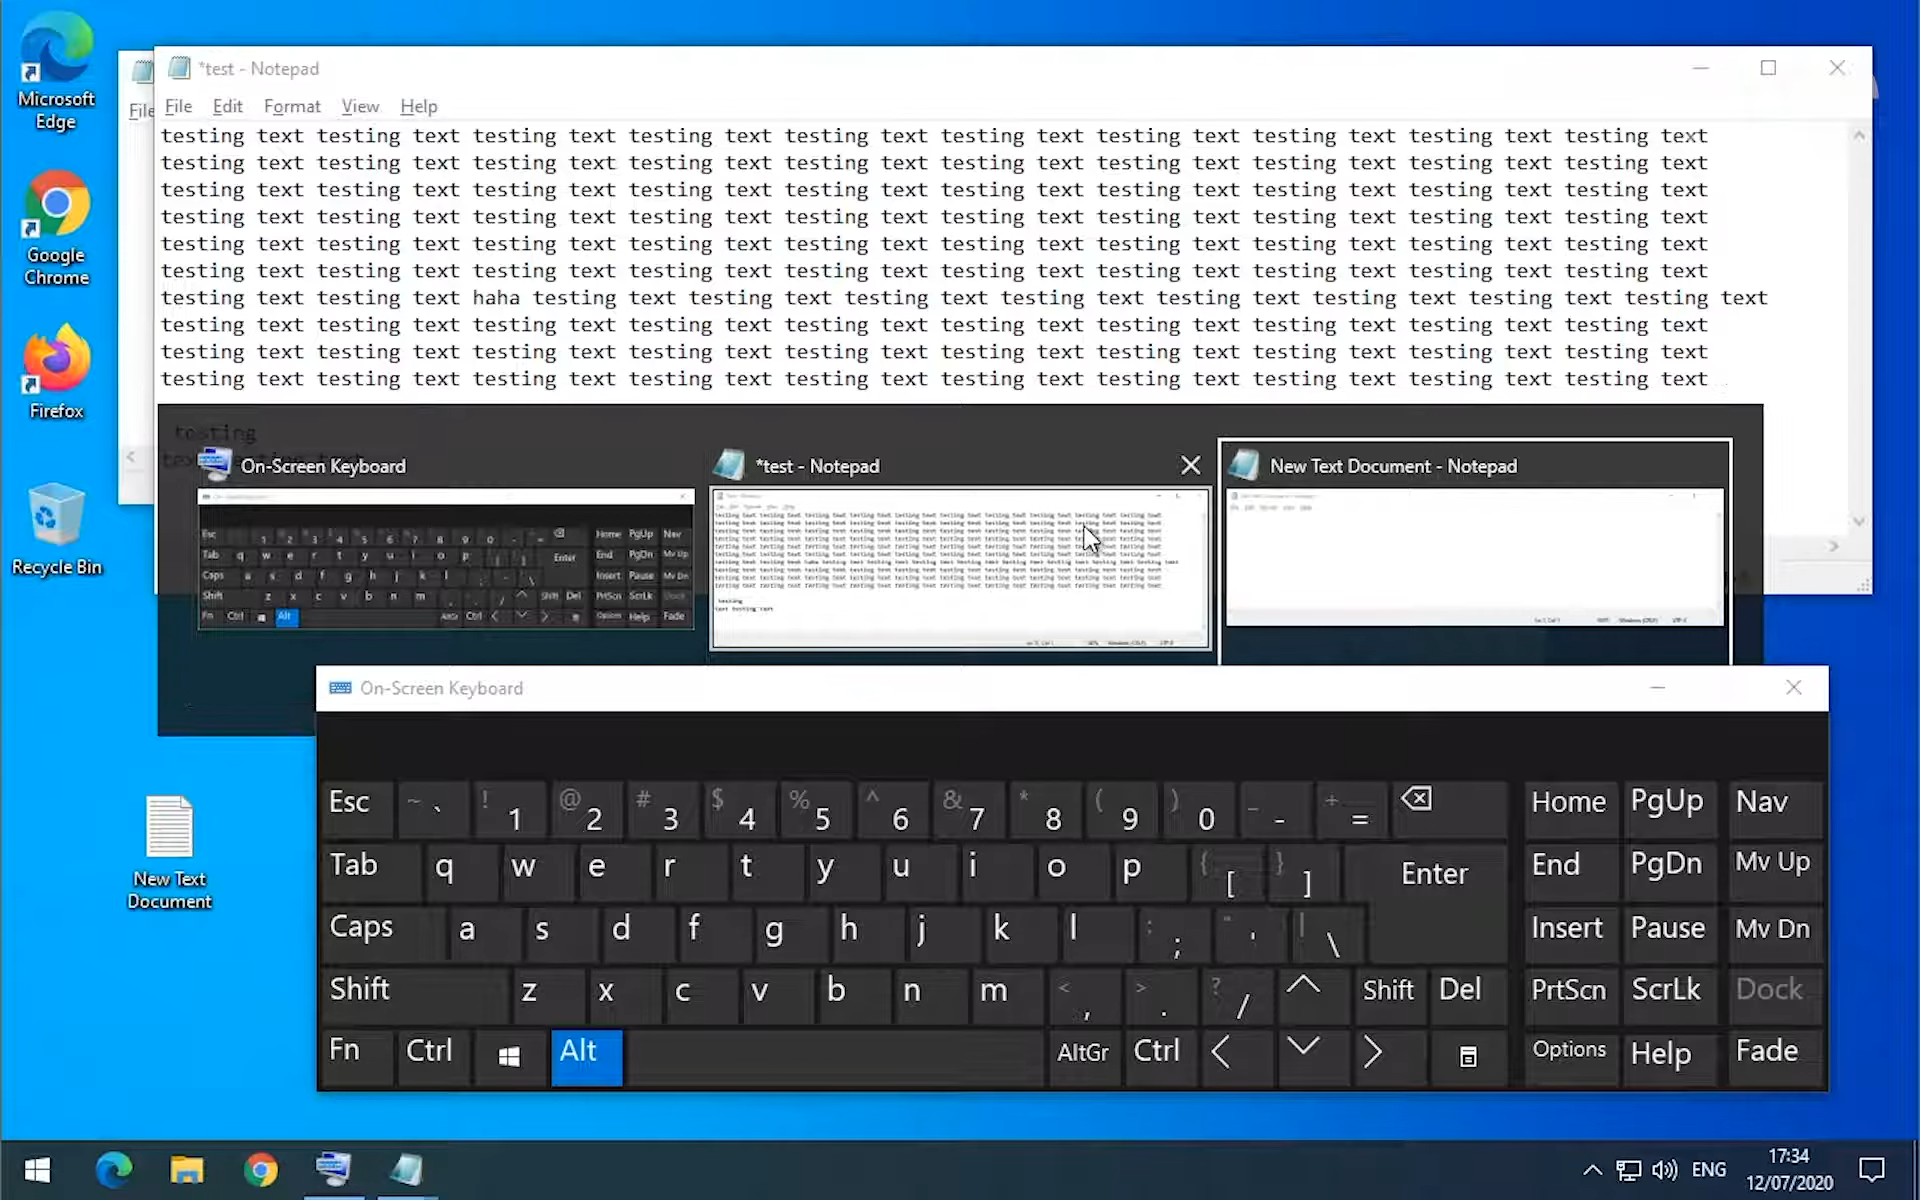 Microsoft
Edge
Google
Chrome
Firefox
Recycle Bin
New Text
Document
File
*test - Notepad
File Edit Format View Help
testing text testing text testing text testing text testing text testing text testing text testing text testing text testing text
testing text testing text testing text testing text testing text testing text testing text testing text testing text testing text
testing text testing text testing text testing text testing text testing text testing text testing text testing text testing text
testing text testing text testing text testing text testing text testing text testing text testing text testing text testing text
testing text testing text testing text testing text testing text testing text testing text testing text testing text testing text
testing text testing text testing text testing text testing text testing text testing text testing text testing text testing text
testing text testing text haha testing text testing text testing text testing text testing text testing text testing text testing text
testing text testing text testing text testing text testing text testing text testing text testing text testing text testing text
testing text testing text testing text testing text testing text testing text testing text testing text testing text testing text
testing text testing text testing text testing text testing text testing text testing text testing text testing text testing text
testing
On-Screen Keyboard
*test - Notepad
New Text Document - Notepad
On-Screen Keyboard
Esc ~ ` ! 1 @ 2 # 3 $ 4 % 5 ^ 6 & 7 * 8 ( 9 ) 0 _ - + = Home PgUp Nav
Tab q w e r t y u i o p { [ } ] Enter End PgDn Mv Up
Caps a s d f g h j k l : ; " ' | \ Insert Pause Mv Dn
Shift z x c v b n m < , > . ? / Shift Del PrtScn ScrLk Dock
Fn Ctrl Alt AltGr Ctrl Options Help Fade
ENG
17:34
12/07/2020